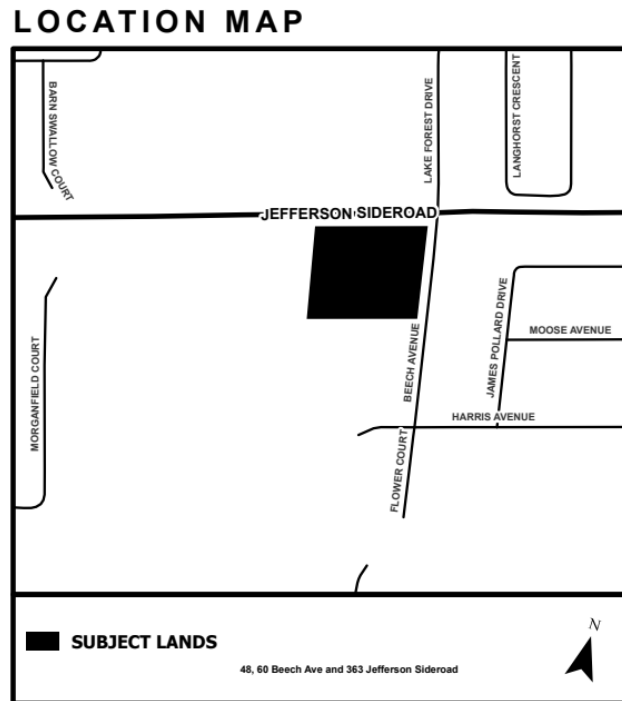 LOCATION MAP
BARN SWALLOW COURT
LAKE FOREST DRIVE
LANGHORST CRESCENT
JEFFERSON SIDEROAD
MORGANFIELD COURT
BEECH AVENUE
JAMES POLLARD DRIVE
MOOSE AVENUE
HARRIS AVENUE
FLOWER COURT
SUBJECT LANDS
48, 60 Beech Ave and 363 Jefferson Sideroad
N